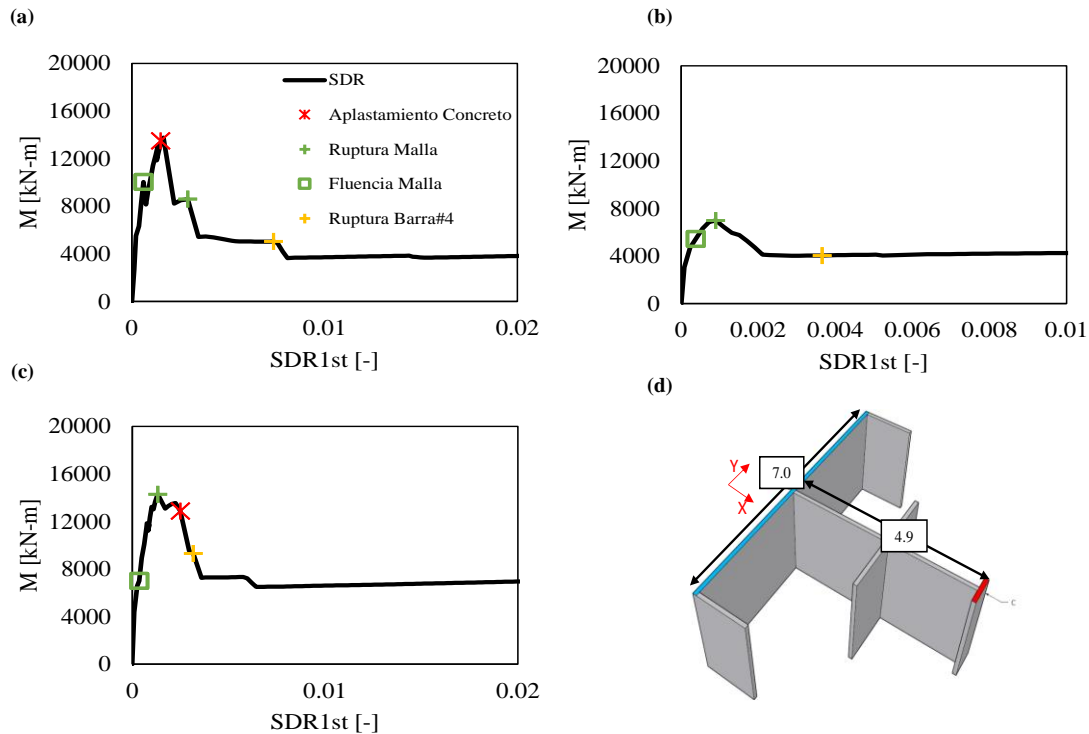 (a)
20000
16000
12000
8000
4000
0
M [kN-m]
SDR
Aplastamiento Concreto
Ruptura Malla
Fluencia Malla
Ruptura Barra#4
0
0.01
0.02
SDR1st [-]
(b)
20000
16000
12000
8000
4000
0
M [kN-m]
0
0.002
0.004
0.006
0.008
0.01
SDR1st [-]
(c)
20000
16000
12000
8000
4000
0
M [kN-m]
0
0.01
0.02
SDR1st [-]
(d)
Y
X
7.0
4.9
c